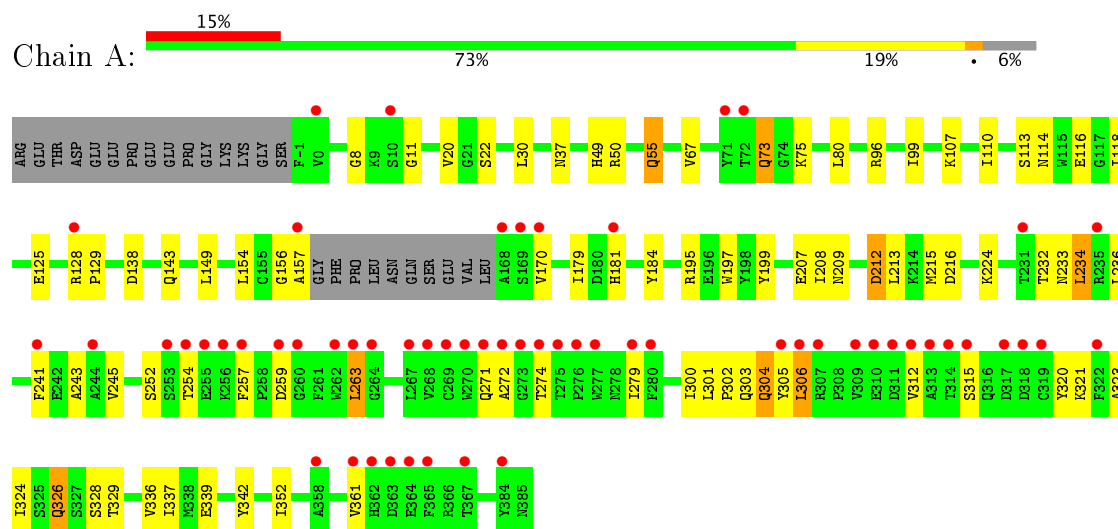 15%
Chain A:
73% 19% • 6%
ARG GLU THR ASP GLU GLU PRO GLU GLU PRO GLY LYS LYS GLY SER F-1 V0 G8 K9 S10 G11 V20 G21 S22 L30 N37 H49 R50 Q55 V67 Y71 T72 Q73 G74 K75 L80 R96 I99 K107 I110 S113 N114 W115 E116 G117 I118
E125 R128 P129 D138 Q143 L149 L154 C155 G156 A157 GLY PHE PRO LEU ASN GLN SER GLU VAL LEU A168 S169 V170 I179 D180 H181 Y184 R195 E196 W197 Y198 Y199 E207 I208 N209 D212 L213 K214 M215 D216 K224 T231 T232 N233 L234 R235
F241 E242 A243 A244 V245 S252 S253 T254 E255 K256 F257 P258 D259 G260 F261 W262 L263 G264 L267 V268 C269 W270 Q271 A272 G273 T274 T275 P276 W277 N278 I279 F280 I300 L301 P302 Q303 Q304 Y305 L306 R307 P308 V309 E310 D311 V312 A313 T314 S315 Q316 D317 D318 C319 Y320 K321 F322 A323
I324 S325 Q326 S327 S328 T329 V336 I337 M338 E339 Y342 I352 A358 V361 H362 D363 E364 F365 R366 T367 Y384 N385